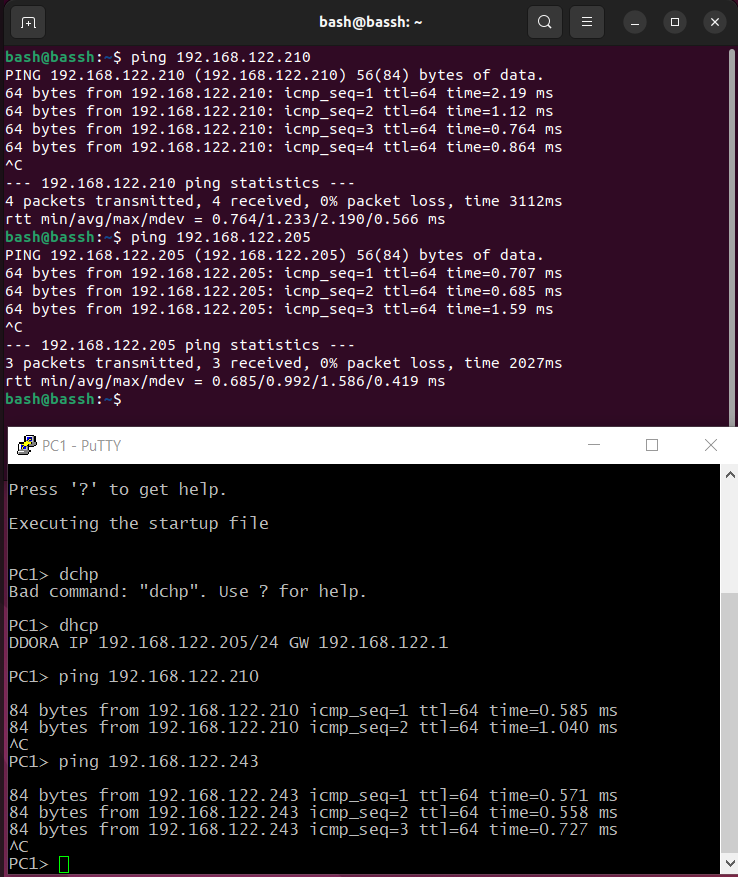 bash@bassh: ~
bash@bassh:~$ ping 192.168.122.210
PING 192.168.122.210 (192.168.122.210) 56(84) bytes of data.
64 bytes from 192.168.122.210: icmp_seq=1 ttl=64 time=2.19 ms
64 bytes from 192.168.122.210: icmp_seq=2 ttl=64 time=1.12 ms
64 bytes from 192.168.122.210: icmp_seq=3 ttl=64 time=0.764 ms
64 bytes from 192.168.122.210: icmp_seq=4 ttl=64 time=0.864 ms
^C
--- 192.168.122.210 ping statistics ---
4 packets transmitted, 4 received, 0% packet loss, time 3112ms
rtt min/avg/max/mdev = 0.764/1.233/2.190/0.566 ms
bash@bassh:~$ ping 192.168.122.205
PING 192.168.122.205 (192.168.122.205) 56(84) bytes of data.
64 bytes from 192.168.122.205: icmp_seq=1 ttl=64 time=0.707 ms
64 bytes from 192.168.122.205: icmp_seq=2 ttl=64 time=0.685 ms
64 bytes from 192.168.122.205: icmp_seq=3 ttl=64 time=1.59 ms
^C
--- 192.168.122.205 ping statistics ---
3 packets transmitted, 3 received, 0% packet loss, time 2027ms
rtt min/avg/max/mdev = 0.685/0.992/1.586/0.419 ms
bash@bassh:~$
PC1 - PuTTY
Press '?' to get help.
Executing the startup file
PC1> dchp
Bad command: "dchp". Use ? for help.
PC1> dhcp
DDORA IP 192.168.122.205/24 GW 192.168.122.1
PC1> ping 192.168.122.210
84 bytes from 192.168.122.210 icmp_seq=1 ttl=64 time=0.585 ms
84 bytes from 192.168.122.210 icmp_seq=2 ttl=64 time=1.040 ms
^C
PC1> ping 192.168.122.243
84 bytes from 192.168.122.243 icmp_seq=1 ttl=64 time=0.571 ms
84 bytes from 192.168.122.243 icmp_seq=2 ttl=64 time=0.558 ms
84 bytes from 192.168.122.243 icmp_seq=3 ttl=64 time=0.727 ms
^C
PC1>